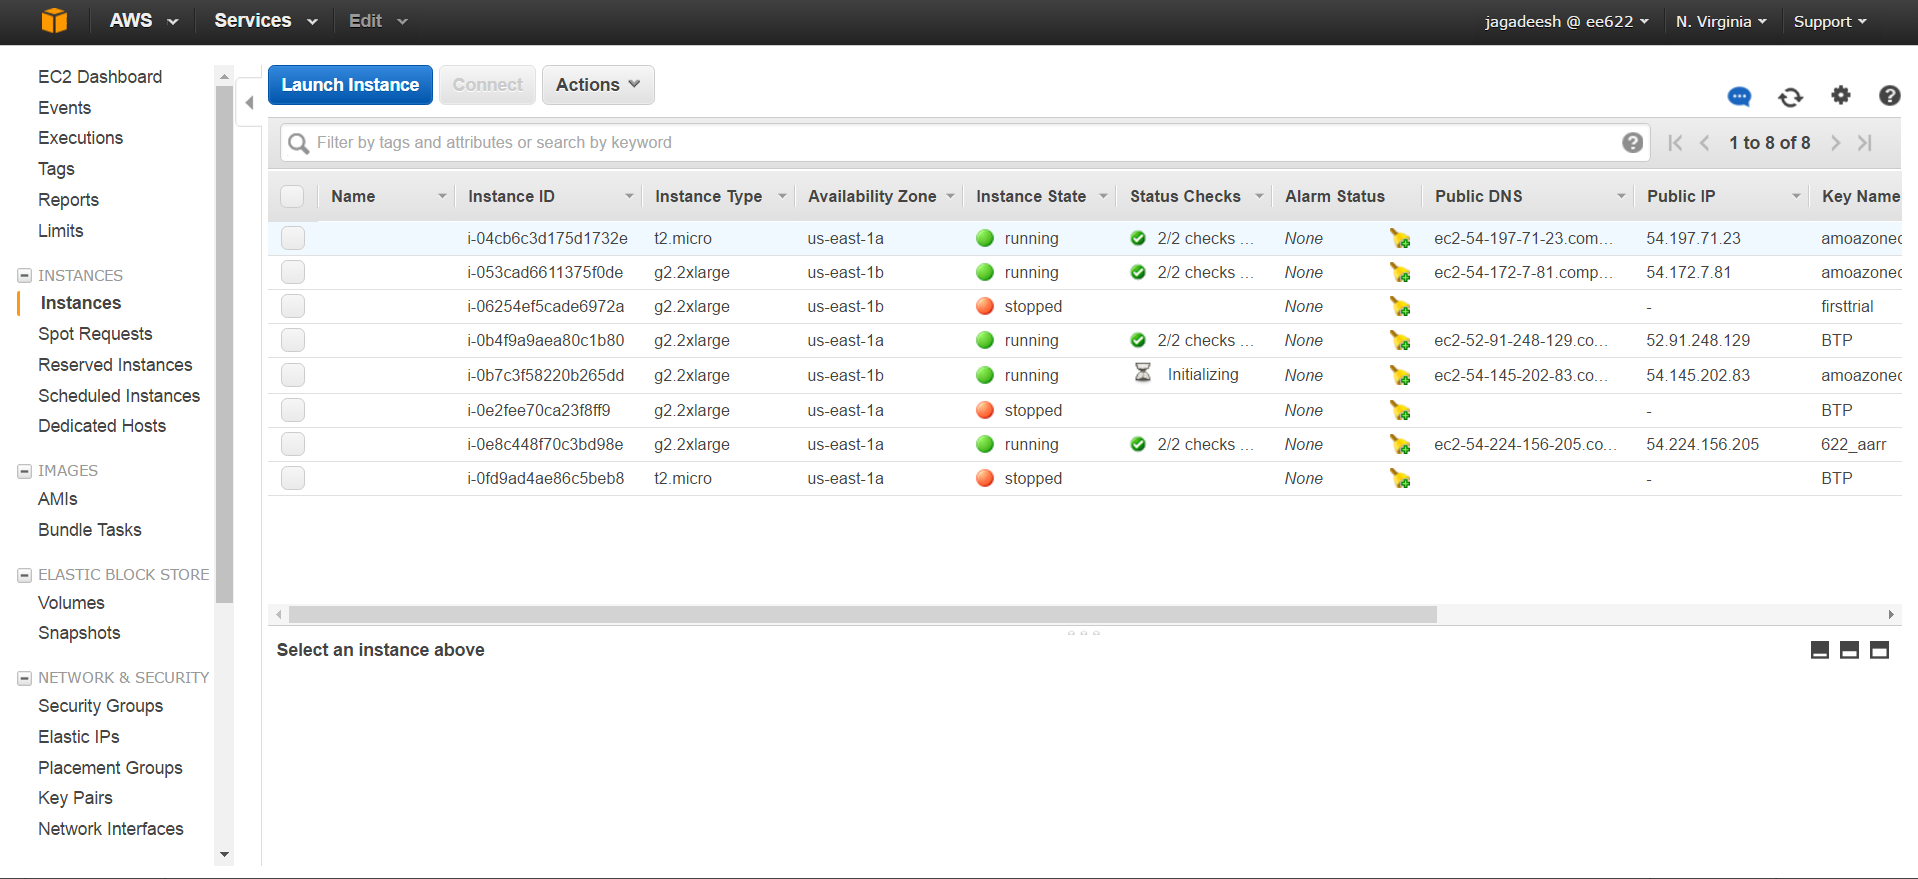 AWS Services Edit jagadeesh @ ee622 N. Virginia Support
EC2 Dashboard
Events
Executions
Tags
Reports
Limits
INSTANCES
Instances
Spot Requests
Reserved Instances
Scheduled Instances
Dedicated Hosts
IMAGES
AMIs
Bundle Tasks
ELASTIC BLOCK STORE
Volumes
Snapshots
NETWORK & SECURITY
Security Groups
Elastic IPs
Placement Groups
Key Pairs
Network Interfaces
Launch Instance Connect Actions
Filter by tags and attributes or search by keyword 1 to 8 of 8
Name Instance ID Instance Type Availability Zone Instance State Status Checks Alarm Status Public DNS Public IP Key Name
i-04cb6c3d175d1732e t2.micro us-east-1a running 2/2 checks ... None ec2-54-197-71-23.com... 54.197.71.23 amoazonec
i-053cad6611375f0de g2.2xlarge us-east-1b running 2/2 checks ... None ec2-54-172-7-81.comp... 54.172.7.81 amoazonec
i-06254ef5cade6972a g2.2xlarge us-east-1b stopped None - firsttrial
i-0b4f9a9aea80c1b80 g2.2xlarge us-east-1a running 2/2 checks ... None ec2-52-91-248-129.co... 52.91.248.129 BTP
i-0b7c3f58220b265dd g2.2xlarge us-east-1b running Initializing None ec2-54-145-202-83.co... 54.145.202.83 amoazonec
i-0e2fee70ca23f8ff9 g2.2xlarge us-east-1a stopped None - BTP
i-0e8c448f70c3bd98e g2.2xlarge us-east-1a running 2/2 checks ... None ec2-54-224-156-205.co... 54.224.156.205 622_aarr
i-0fd9ad4ae86c5beb8 t2.micro us-east-1a stopped None - BTP
Select an instance above